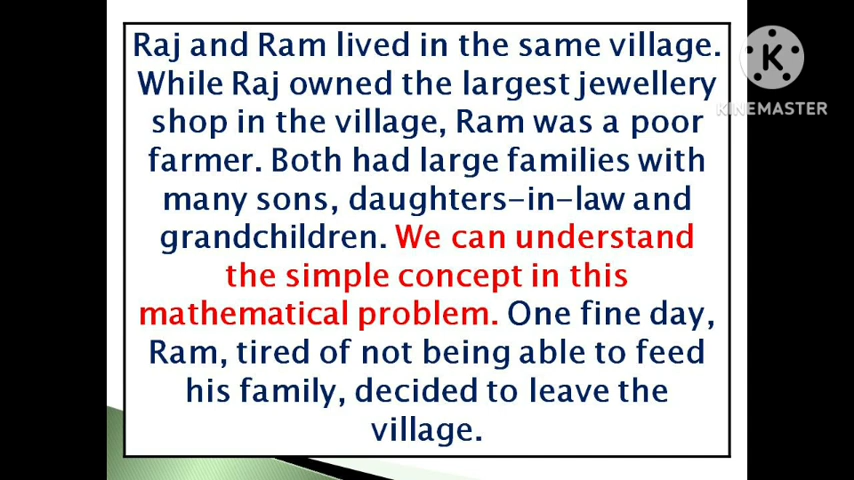 Raj and Ram lived in the same village.
While Raj owned the largest jewellery
shop in the village, Ram was a poor
farmer. Both had large families with
many sons, daughters-in-law and
grandchildren. We can understand
the simple concept in this
mathematical problem. One fine day,
Ram, tired of not being able to feed
his family, decided to leave the
village.
K
KINEMASTER